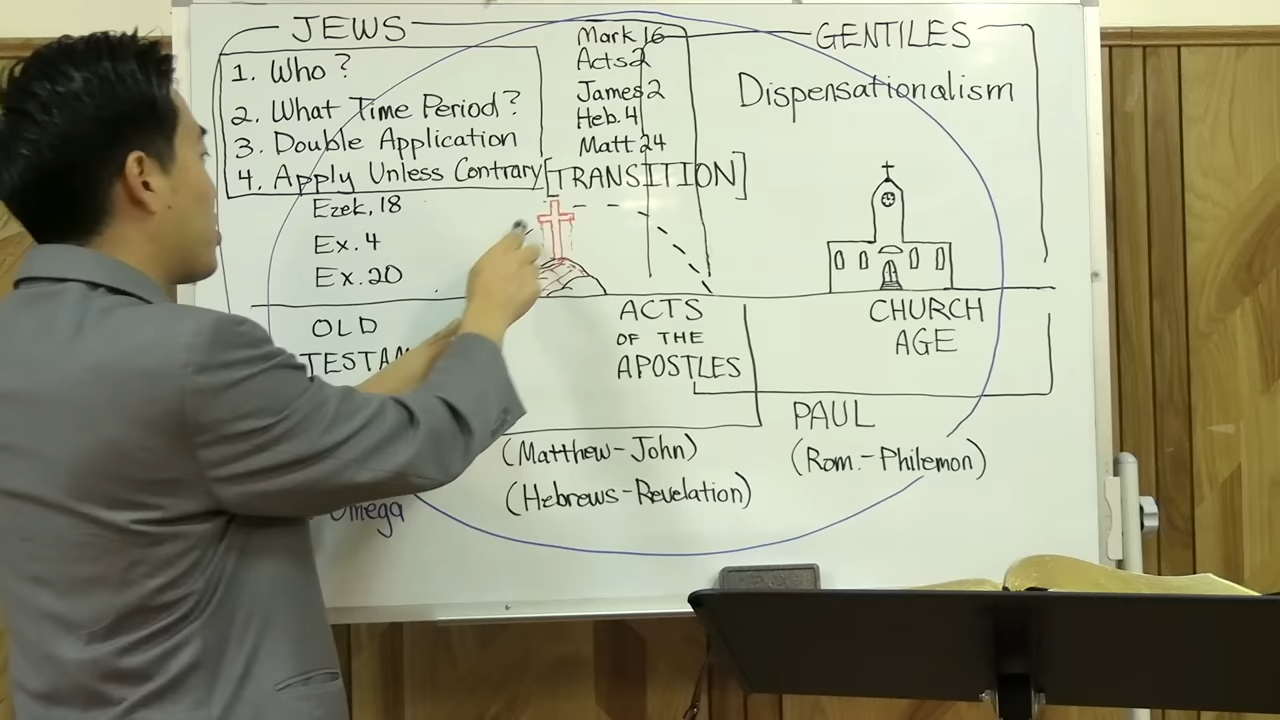 JEWS
1. Who?
2. What Time Period?
3. Double Application
4. Apply Unless Contrary
Ezek. 18
Ex. 4
Ex. 20
Mark 16
Acts 2
James 2
Heb. 4
Matt 24
[TRANSITION]
GENTILES
Dispensationalism
OLD
ACTS
OF THE
APOSTLES
CHURCH
AGE
(Matthew-John)
(Hebrews-Revelation)
PAUL
(Rom.-Philemon)
Omega